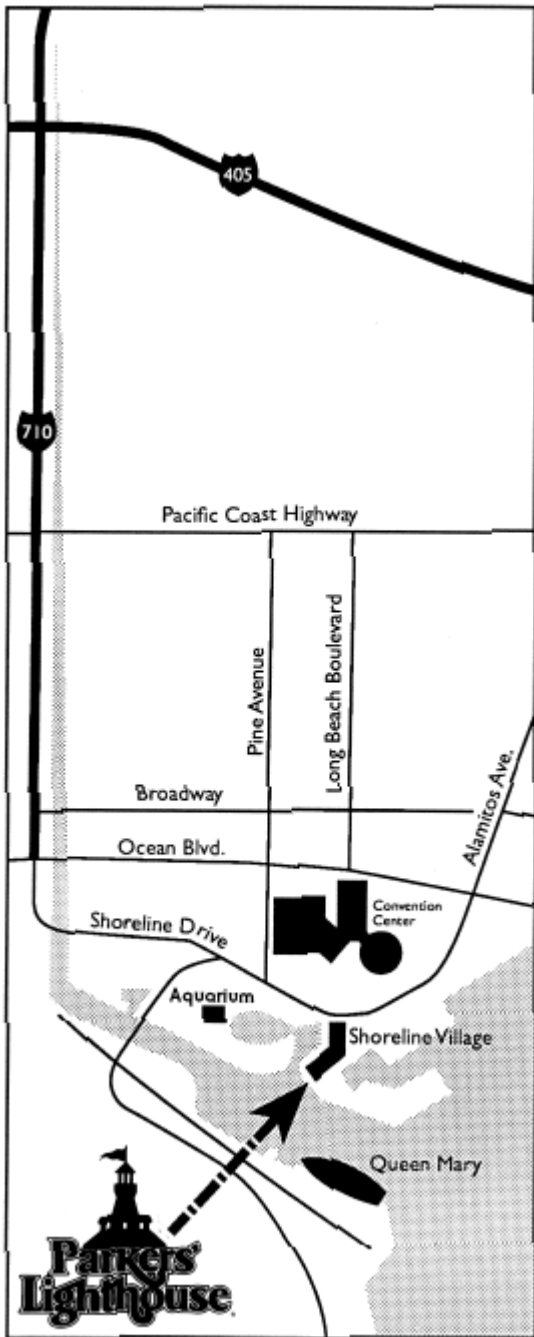 405
710
Pacific Coast Highway
Pine Avenue
Long Beach Boulevard
Alamitos Ave.
Broadway
Ocean Blvd.
Convention
Center
Shoreline Drive
Aquarium
Shoreline Village
Queen Mary
Parkers'
Lighthouse